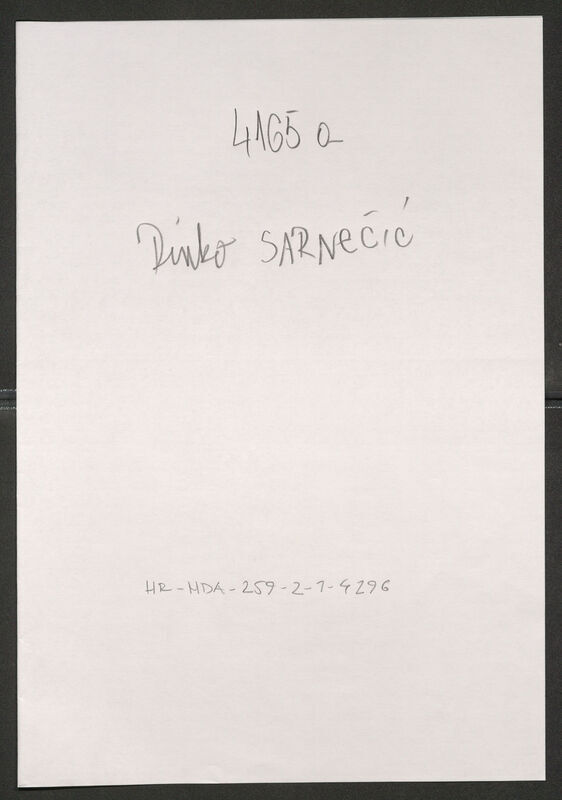 4165 a
Dinko SARNEČIĆ
HR-HDA-259-2-1-4296